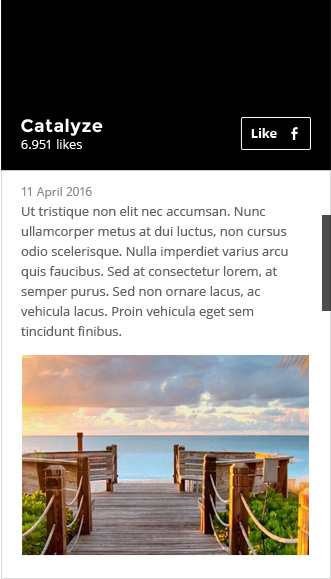 Catalyze
6.951 likes
Like f
11 April 2016
Ut tristique non elit nec accumsan. Nunc
ullamcorper metus at dui luctus, non cursus
odio scelerisque. Nulla imperdiet varius arcu
quis faucibus. Sed at consectetur lorem, at
semper purus. Sed non ornare lacus, ac
vehicula lacus. Proin vehicula eget sem
tincidunt finibus.